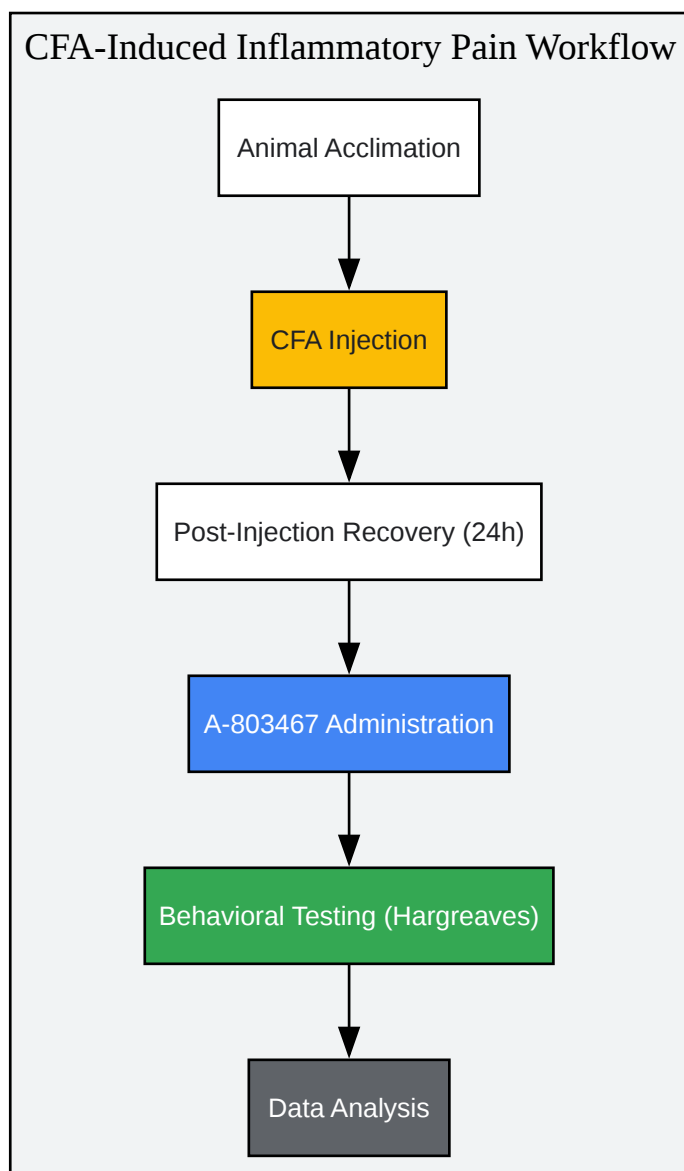 CFA-Induced Inflammatory Pain Workflow
Animal Acclimation
CFA Injection
Post-Injection Recovery (24h)
A-803467 Administration
Behavioral Testing (Hargreaves)
Data Analysis